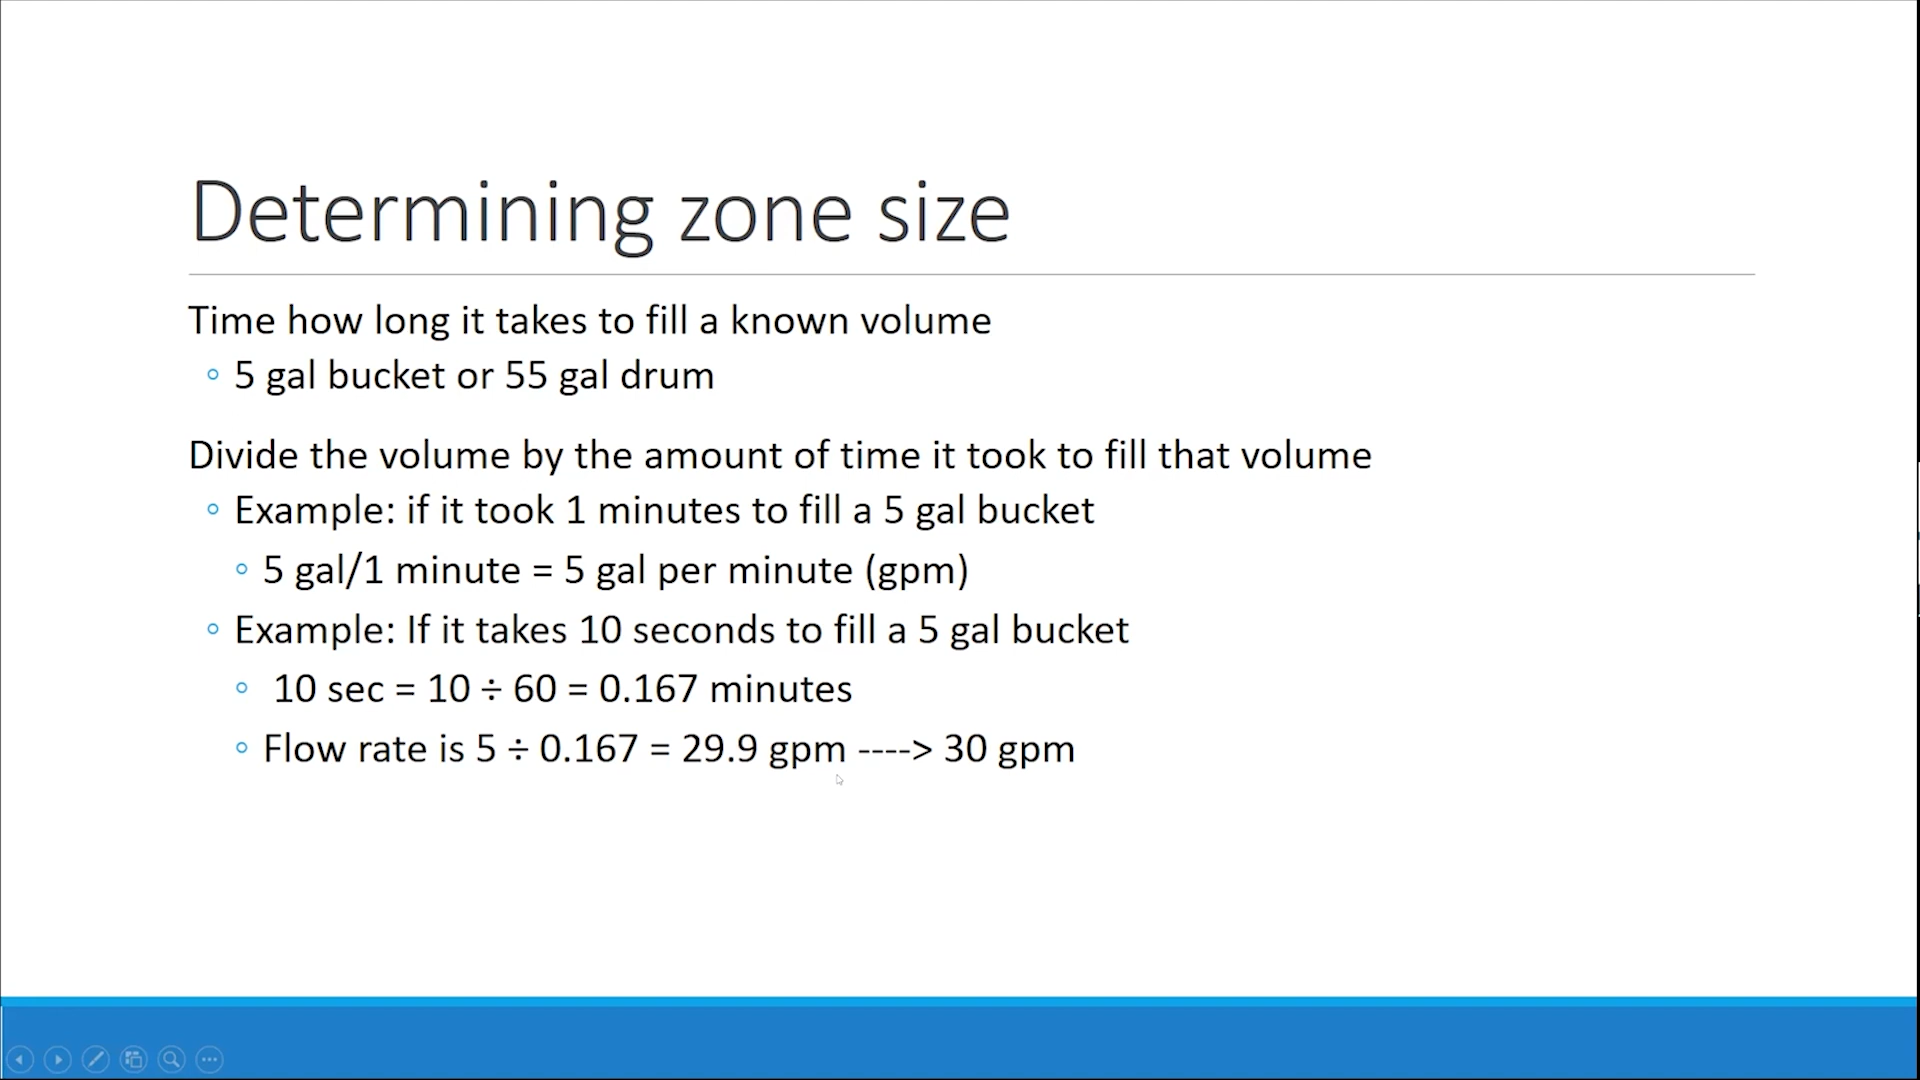 Determining zone size
Time how long it takes to fill a known volume
◦ 5 gal bucket or 55 gal drum
Divide the volume by the amount of time it took to fill that volume
◦ Example: if it took 1 minutes to fill a 5 gal bucket
◦ 5 gal/1 minute = 5 gal per minute (gpm)
◦ Example: If it takes 10 seconds to fill a 5 gal bucket
◦ 10 sec = 10 ÷ 60 = 0.167 minutes
◦ Flow rate is 5 ÷ 0.167 = 29.9 gpm ----> 30 gpm